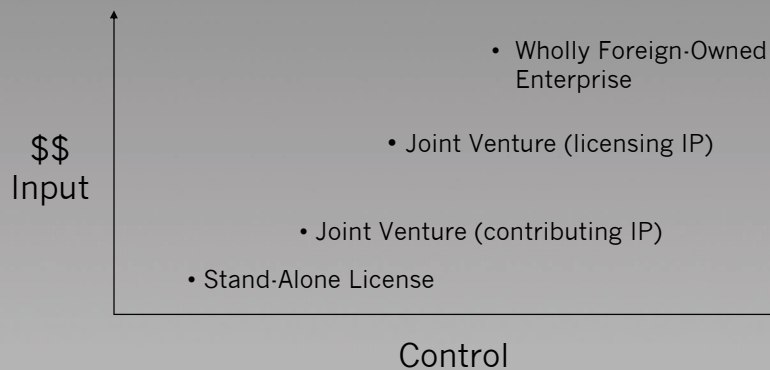 • Wholly Foreign-Owned
Enterprise
$$
Input
• Joint Venture (licensing IP)
• Joint Venture (contributing IP)
• Stand-Alone License
Control